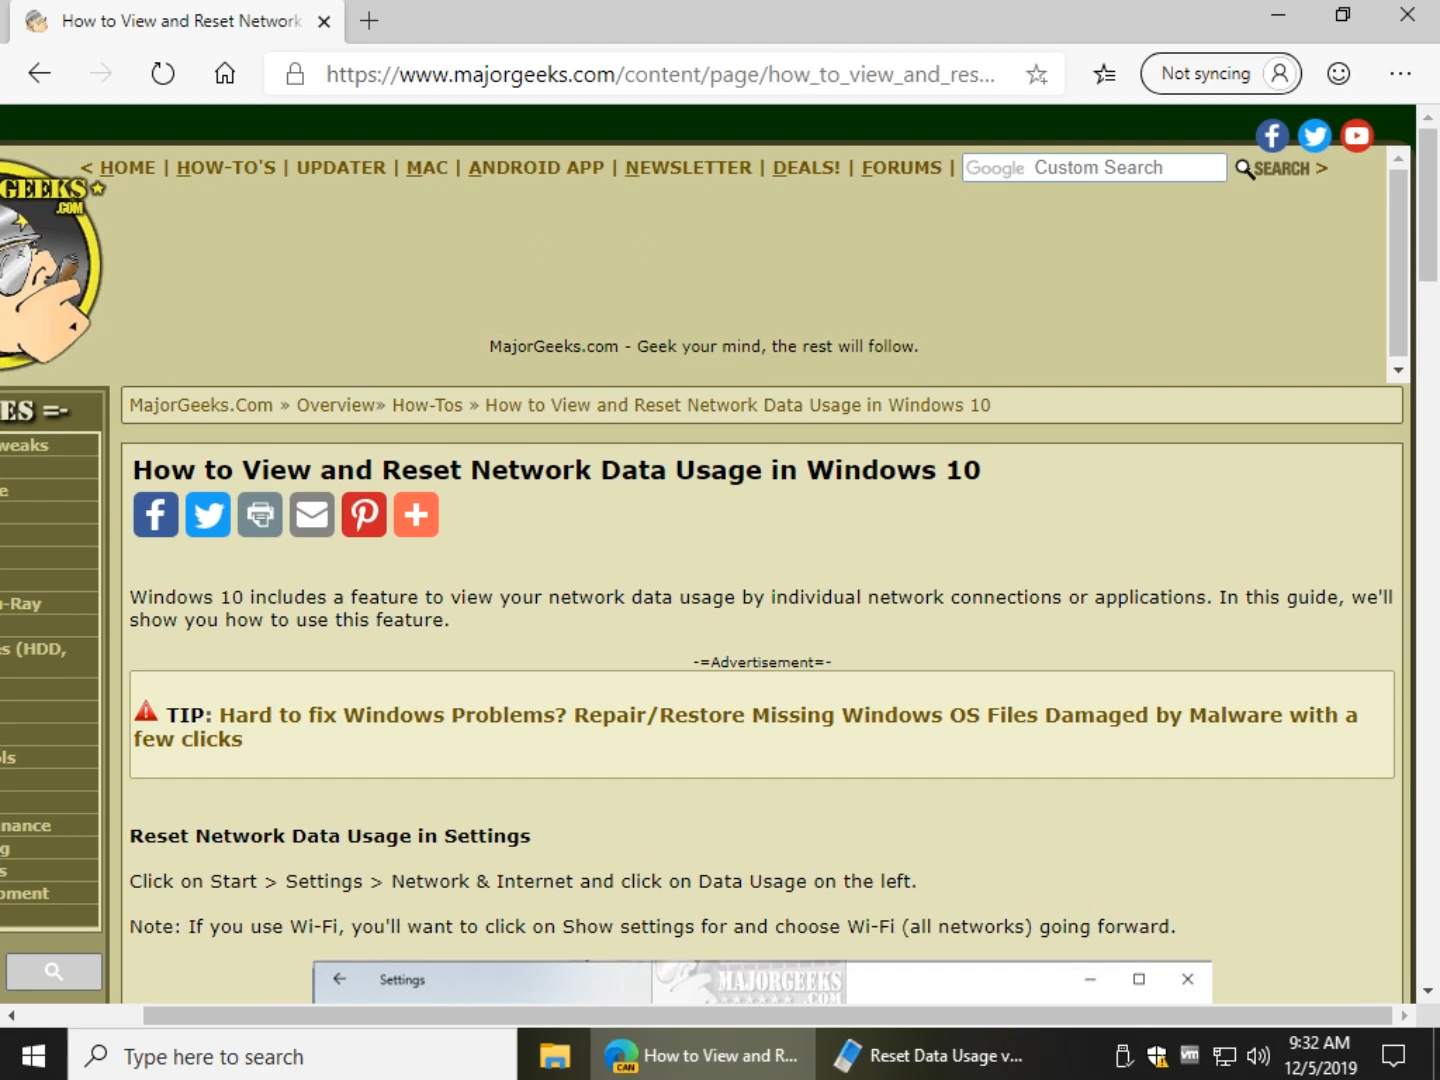 How to View and Reset Network
https://www.majorgeeks.com/content/page/how_to_view_and_res...
Not syncing
< HOME | HOW-TO'S | UPDATER | MAC | ANDROID APP | NEWSLETTER | DEALS! | FORUMS |
Google Custom Search
SEARCH >
GEEKS
.COM
MajorGeeks.com - Geek your mind, the rest will follow.
ES =-
MajorGeeks.Com » Overview» How-Tos » How to View and Reset Network Data Usage in Windows 10
weaks
How to View and Reset Network Data Usage in Windows 10
e
Windows 10 includes a feature to view your network data usage by individual network connections or applications. In this guide, we'll
show you how to use this feature.
-Ray
s (HDD,
-=Advertisement=-
TIP: Hard to fix Windows Problems? Repair/Restore Missing Windows OS Files Damaged by Malware with a
few clicks
ls
nance
g
s
pment
Reset Network Data Usage in Settings
Click on Start > Settings > Network & Internet and click on Data Usage on the left.
Note: If you use Wi-Fi, you'll want to click on Show settings for and choose Wi-Fi (all networks) going forward.
Settings
MAJORGEEKS
.COM
Type here to search
CAN
How to View and R...
Reset Data Usage v...
vm
9:32 AM
12/5/2019